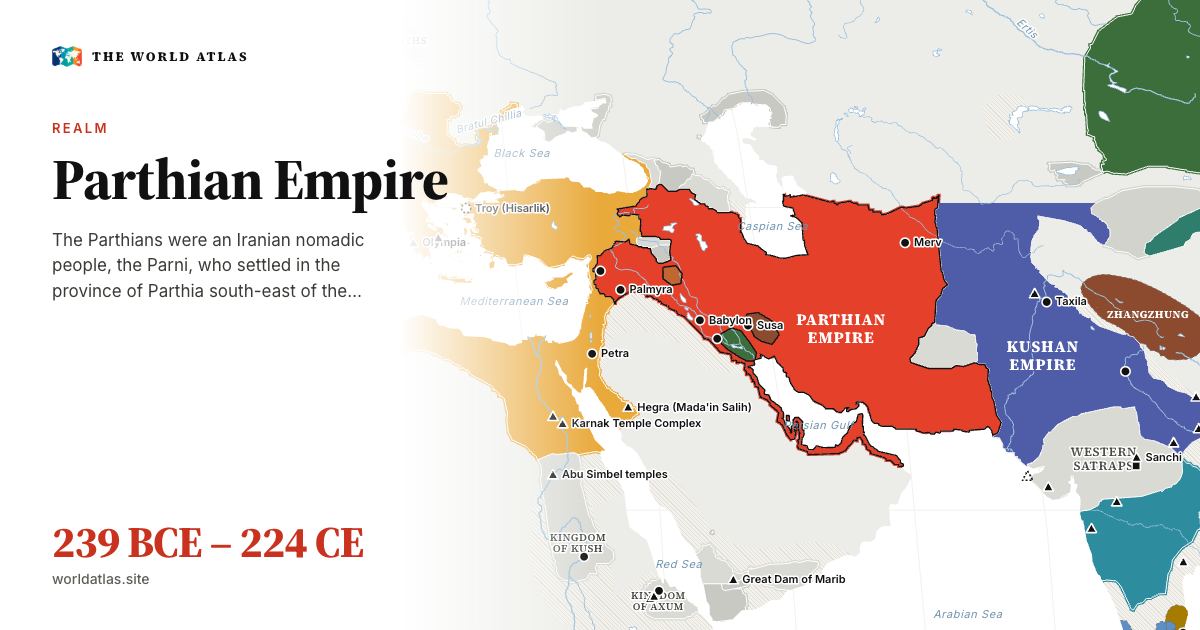 THE WORLD ATLAS
REALM
Parthian Empire
The Parthians were an Iranian nomadic
people, the Parni, who settled in the
province of Parthia south-east of the...
239 BCE – 224 CE
worldatlas.site
Ertis
Bratul Chillia
Black Sea
Troy (Hisarlik)
Olympia
Mediterranean Sea
Caspian Sea
Merv
Palmyra
Babylon
Susa
PARTHIAN
EMPIRE
Petra
Taxila
ZHANGZHUNG
KUSHAN
EMPIRE
Hegra (Mada'in Salih)
Karnak Temple Complex
Persian Gulf
Abu Simbel temples
WESTERN
SATRAPS
Sanchi
KINGDOM
OF KUSH
Red Sea
Great Dam of Marib
KINGDOM
OF AXUM
Arabian Sea